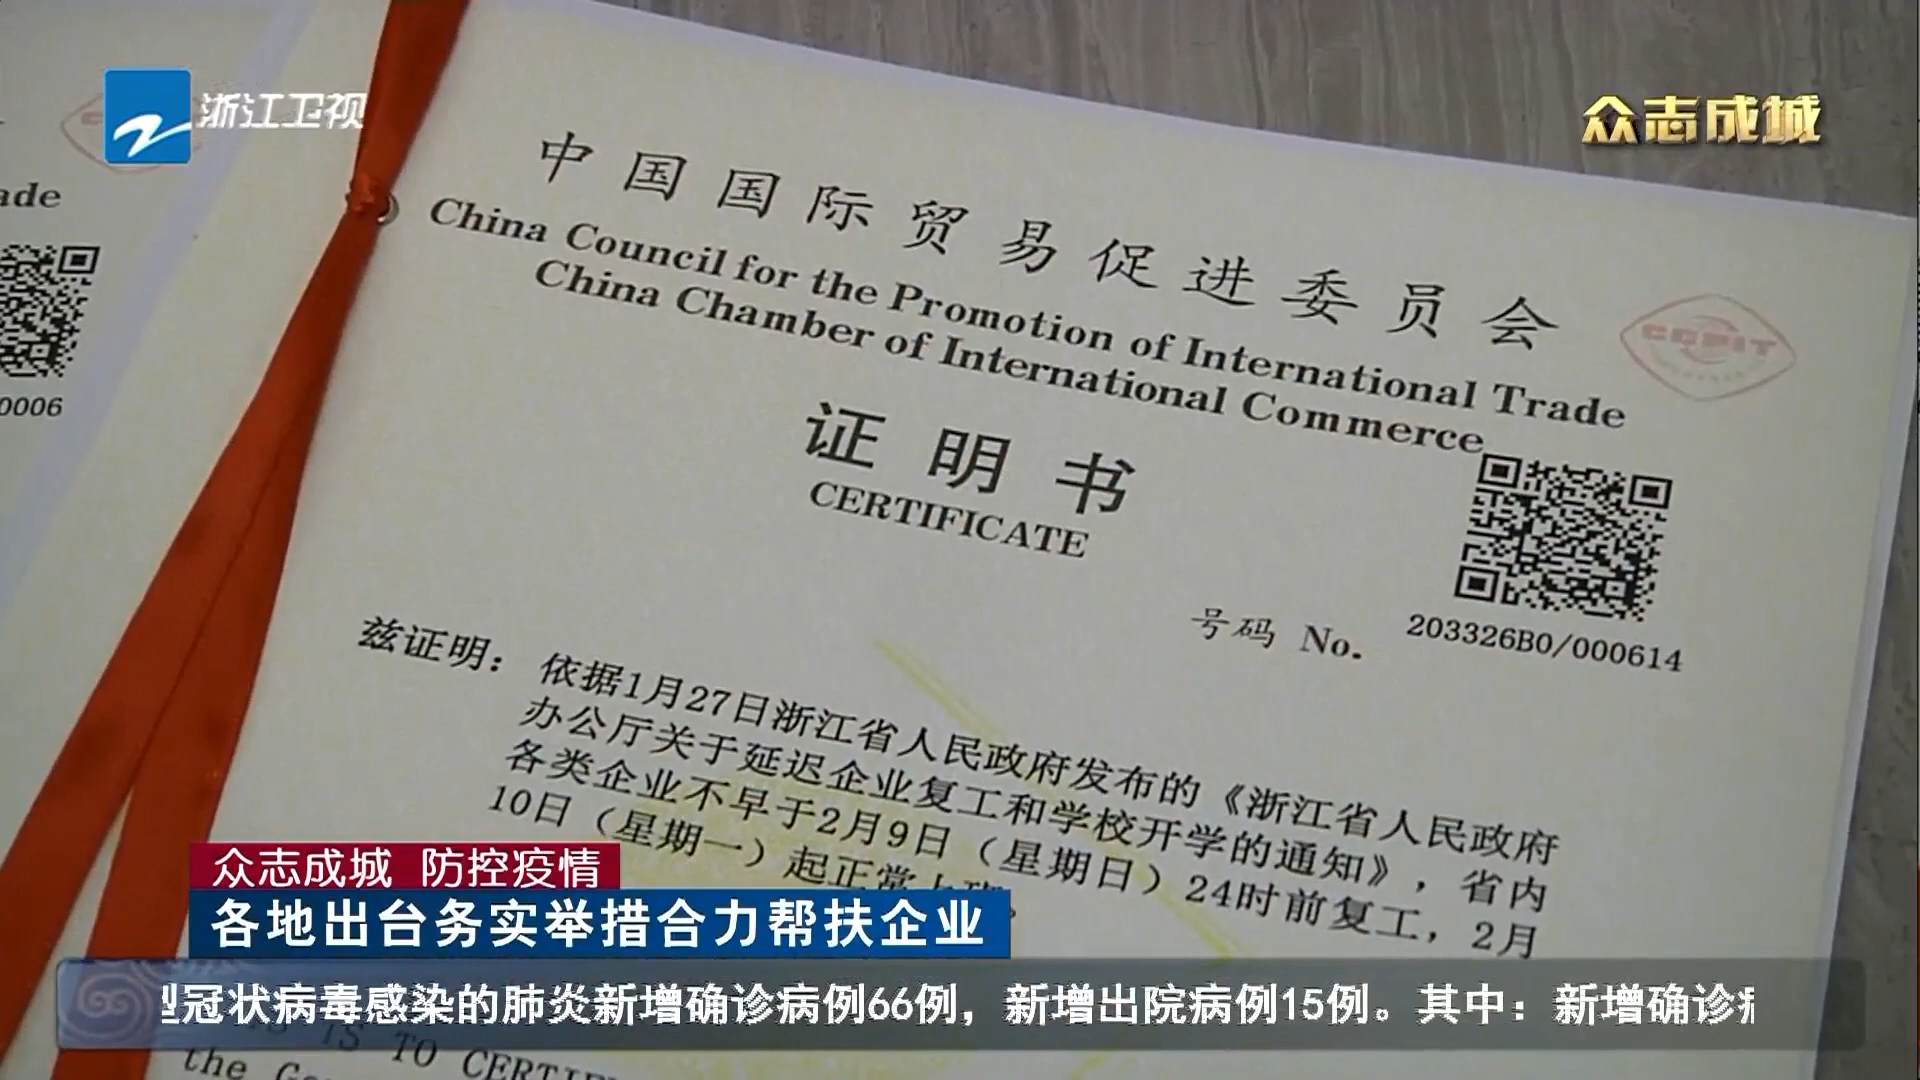 浙江卫视
众志成城
ade
0006
中国国际贸易促进委员会
China Council for the Promotion of International Trade
China Chamber of International Commerce
CCPIT
证明书
CERTIFICATE
号码 No. 203326B0/000614
兹证明：依据1月27日浙江省人民政府发布的《浙江省人民政府
办公厅关于延迟企业复工和学校开学的通知》，省内
各类企业不早于2月9日（星期日）24时前复工，2月
10日（星期一）起正常上班。
众志成城 防控疫情
各地出台务实举措合力帮扶企业
型冠状病毒感染的肺炎新增确诊病例66例，新增出院病例15例。其中：新增确诊
IS TO CERTIF
the